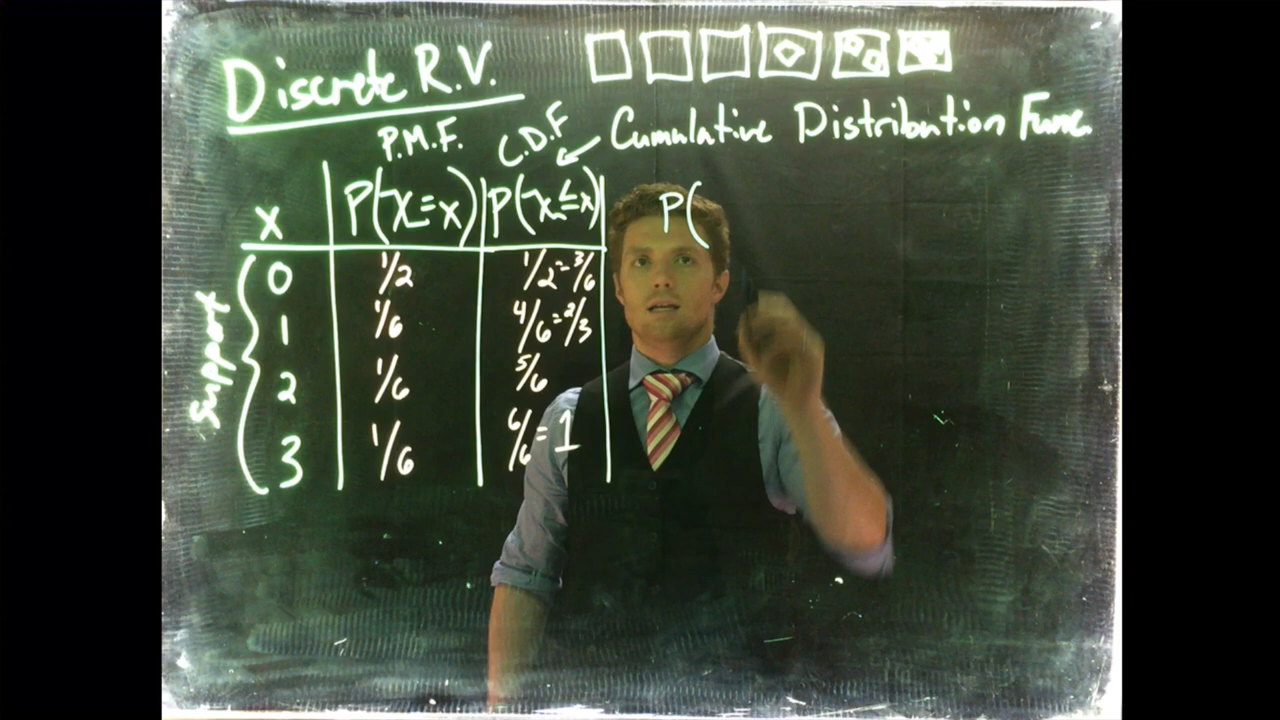 Discrete R.V.
P.M.F. C.D.F Cumulative Distribution Func.
x P(X=x) P(X≤x) P(
0 1/2 1/2=3/6
1 1/6 4/6=2/3
2 1/6 5/6
3 1/6 6/6=1
support